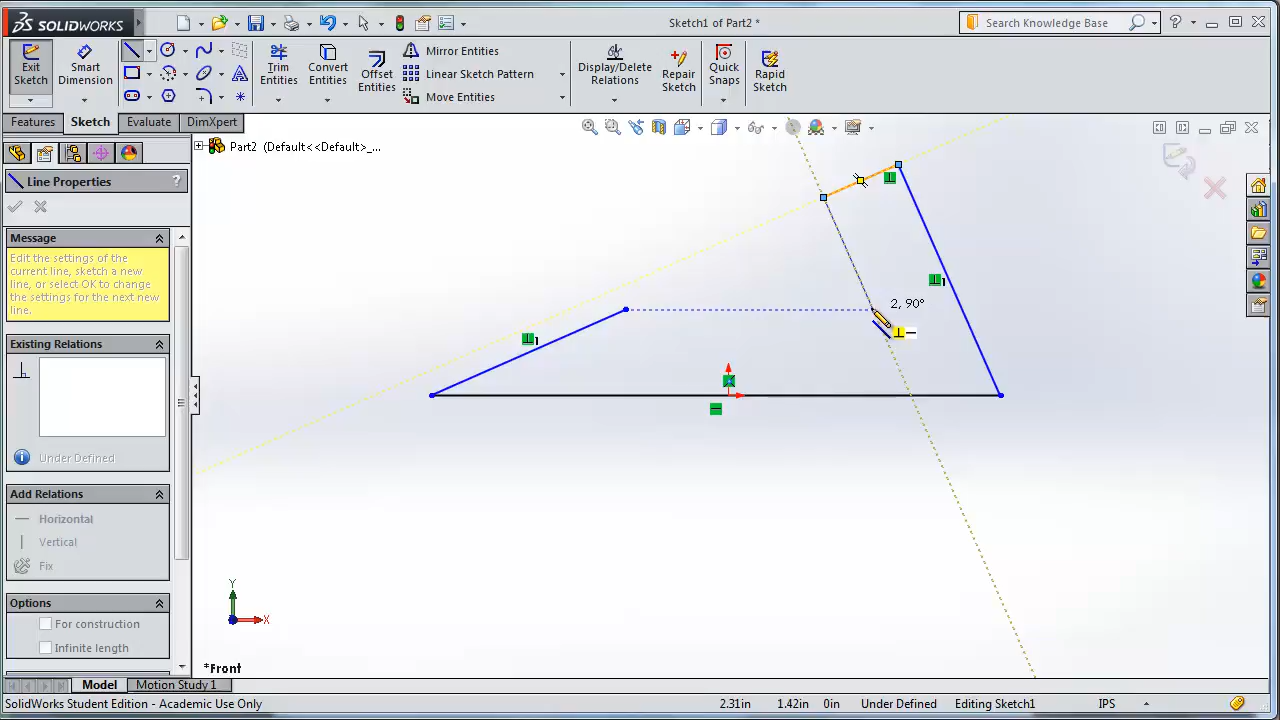 SOLIDWORKS
Sketch1 of Part2 *
Search Knowledge Base
?
Exit Sketch
Smart Dimension
Trim Entities
Convert Entities
Offset Entities
Mirror Entities
Linear Sketch Pattern
Move Entities
Display/Delete Relations
Repair Sketch
Quick Snaps
Rapid Sketch
Features
Sketch
Evaluate
DimXpert
Part2 (Default<<Default>_...
Line Properties
?
Message
Edit the settings of the
current line, sketch a new
line, or select OK to change
the settings for the next new
line.
Existing Relations
Under Defined
Add Relations
Horizontal
Vertical
Fix
Options
For construction
Infinite length
1
1
2, 90°
Y
X
*Front
Model
Motion Study 1
SolidWorks Student Edition - Academic Use Only
2.31in
1.42in
0in
Under Defined
Editing Sketch1
IPS